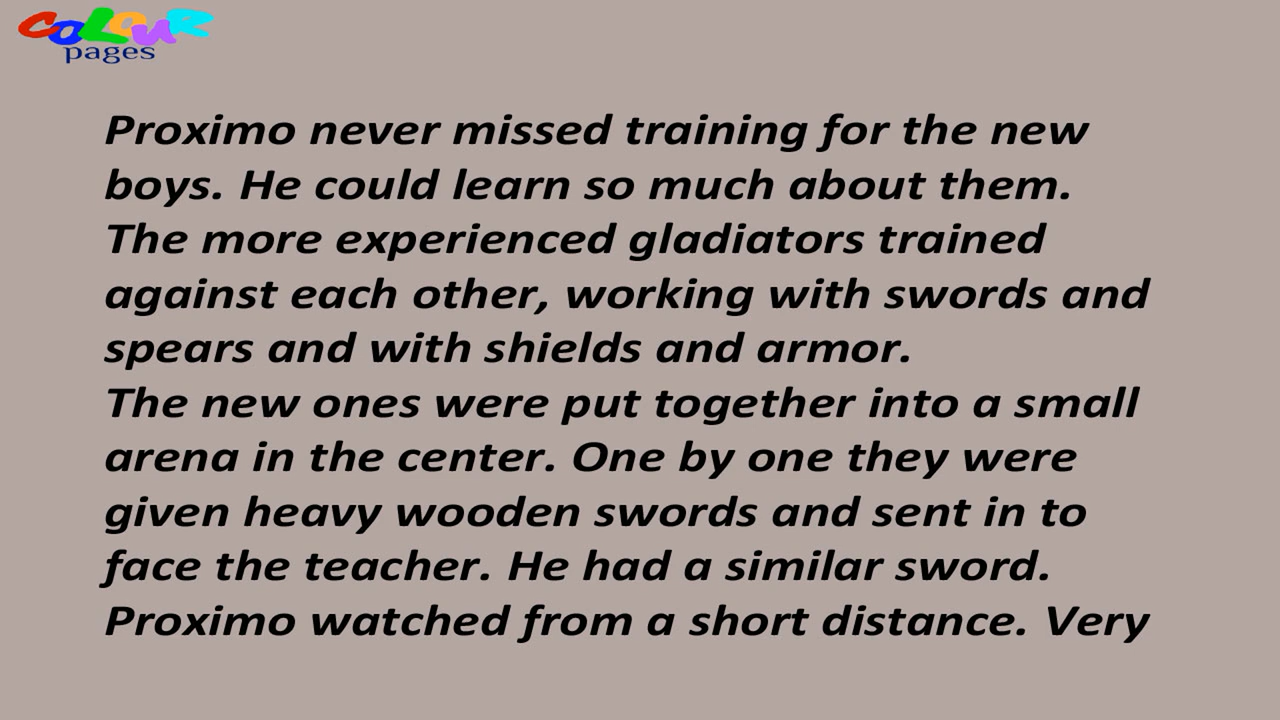 COLOUR
pages
Proximo never missed training for the new
boys. He could learn so much about them.
The more experienced gladiators trained
against each other, working with swords and
spears and with shields and armor.
The new ones were put together into a small
arena in the center. One by one they were
given heavy wooden swords and sent in to
face the teacher. He had a similar sword.
Proximo watched from a short distance. Very